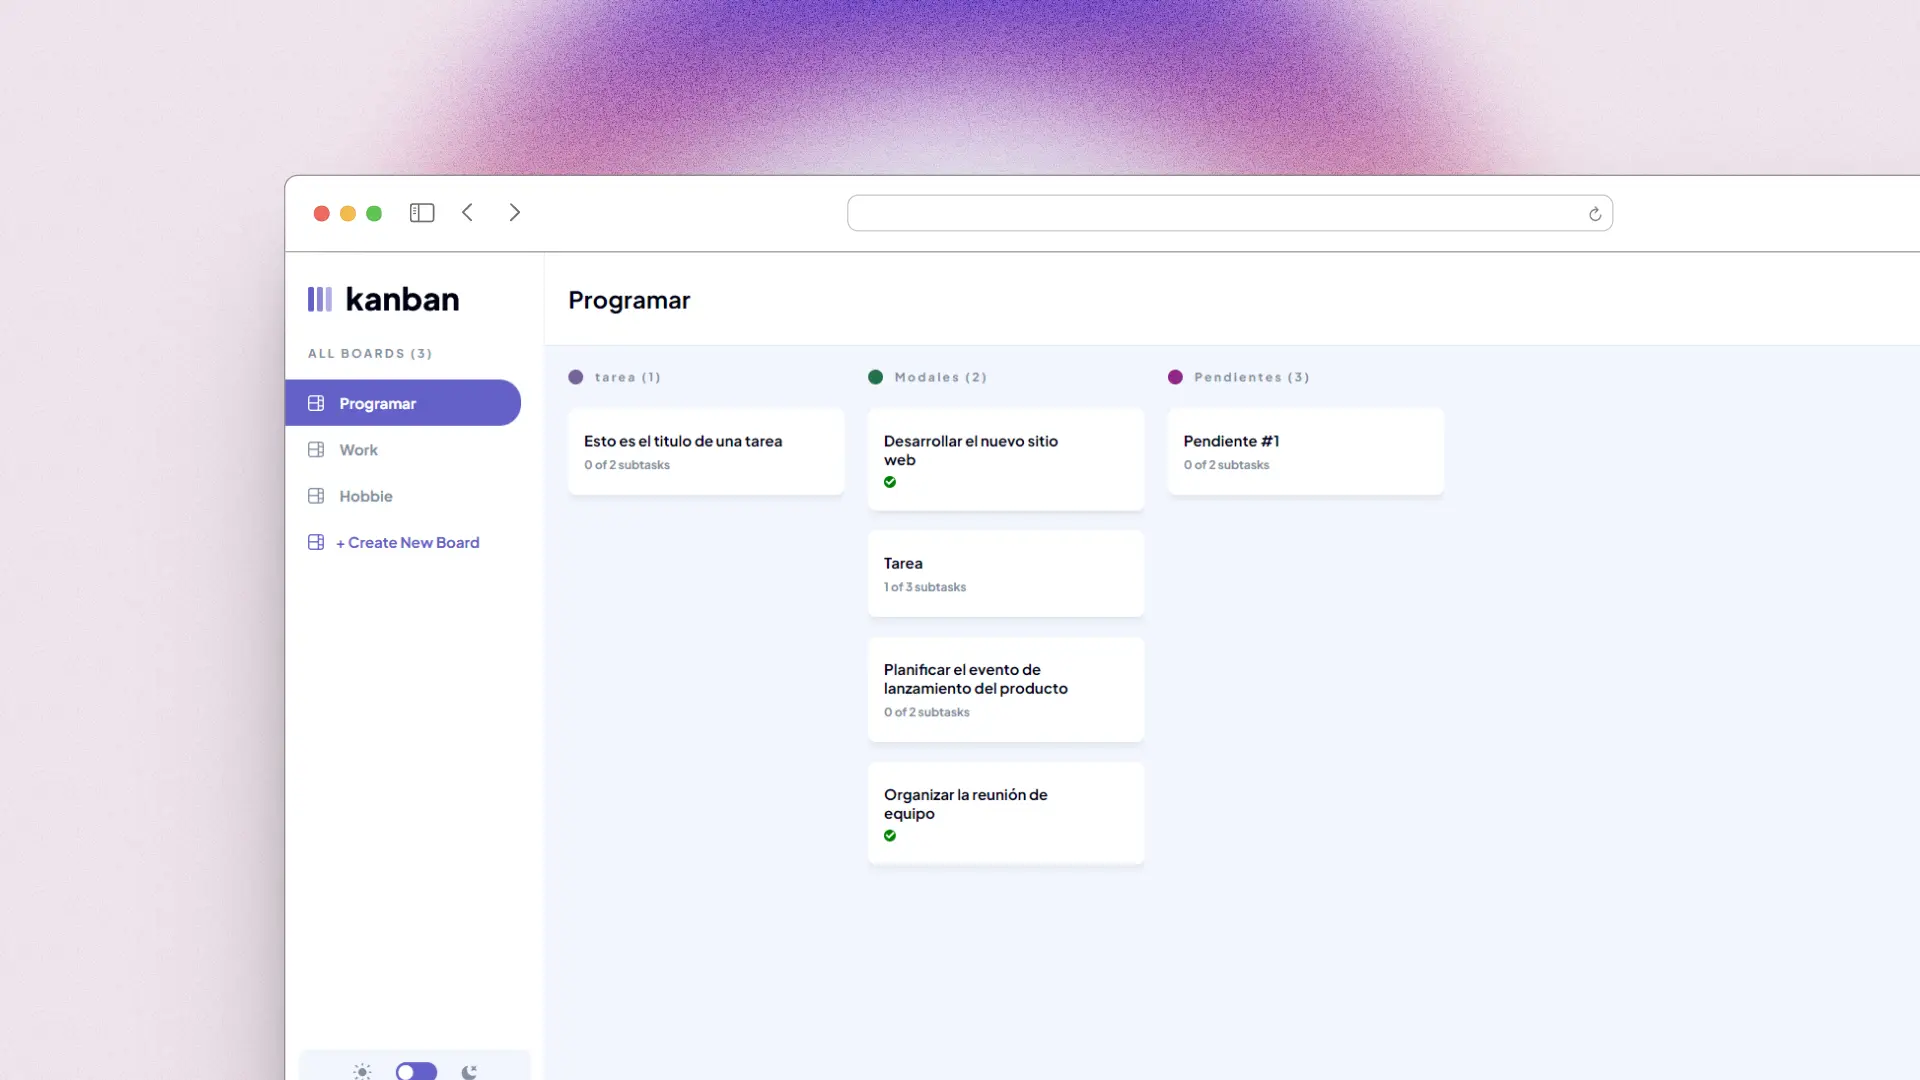 kanban
ALL BOARDS (3)
Programar
Work
Hobbie
+ Create New Board
Programar
tarea (1)
Esto es el titulo de una tarea
0 of 2 subtasks
Modales (2)
Desarrollar el nuevo sitio
web
Tarea
1 of 3 subtasks
Planificar el evento de
lanzamiento del producto
0 of 2 subtasks
Organizar la reunión de
equipo
Pendientes (3)
Pendiente #1
0 of 2 subtasks